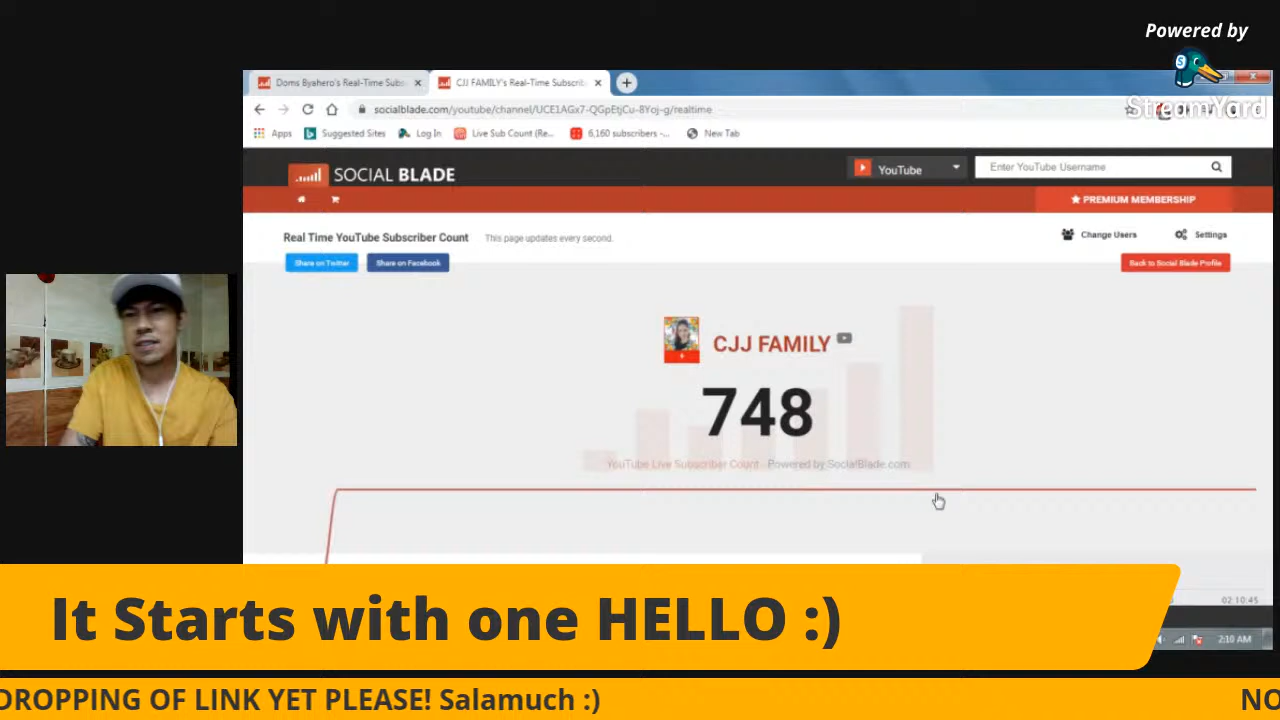 Powered by
StreamYard
Doms Byahero's Real-Time Subs
CJJ FAMILY's Real-Time Subscrib
socialblade.com/youtube/channel/UCE1AGx7-QGpEtjCu-8Yoj-g/realtime
Apps Suggested Sites Log In Live Sub Count (Re... 6,160 subscribers -... New Tab
SOCIAL BLADE
YouTube
Enter YouTube Username
PREMIUM MEMBERSHIP
Real Time YouTube Subscriber Count
This page updates every second.
Change Users
Settings
Share on Twitter
Share on Facebook
Back to Social Blade Profile
CJJ FAMILY
748
YouTube Live Subscriber Count - Powered by SocialBlade.com
02:10:45
2:10 AM
It Starts with one HELLO :)
DROPPING OF LINK YET PLEASE! Salamuch :)
NO